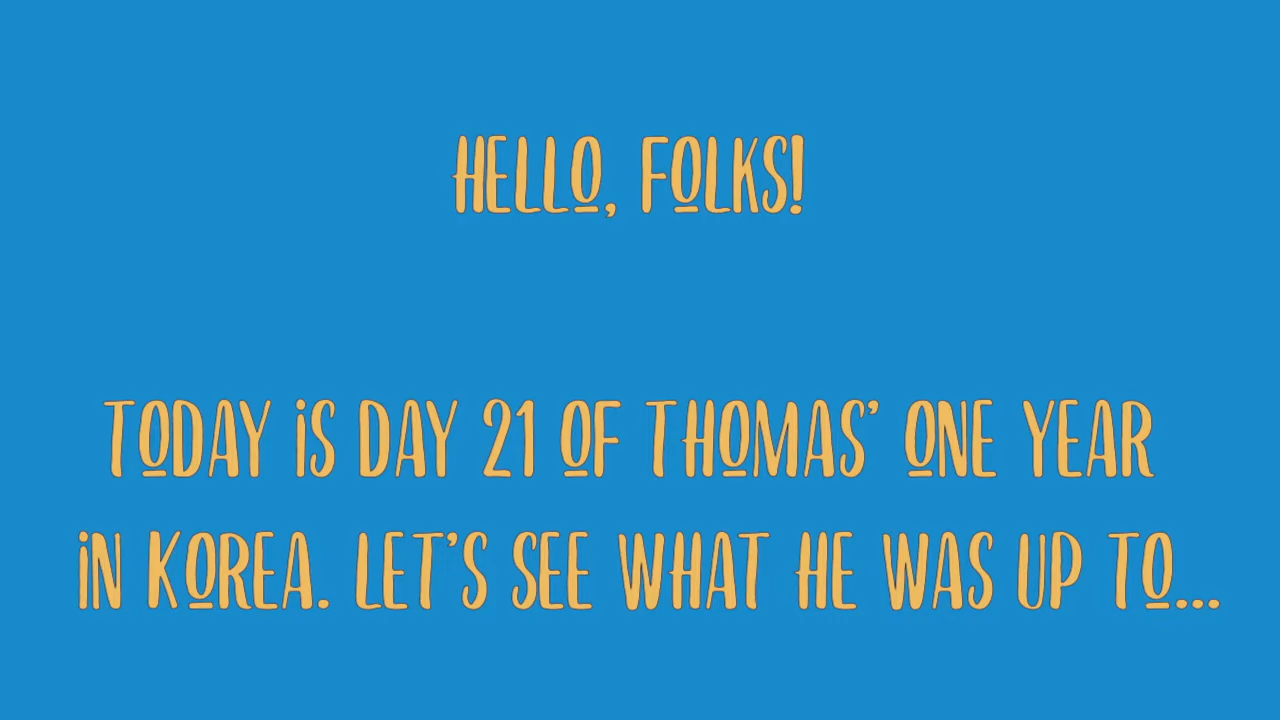 HELLO, FOLKS!
TODAY iS DAY 21 OF THOMAS' ONE YEAR
iN KOREA. LET'S SEE WHAT HE WAS UP TO...